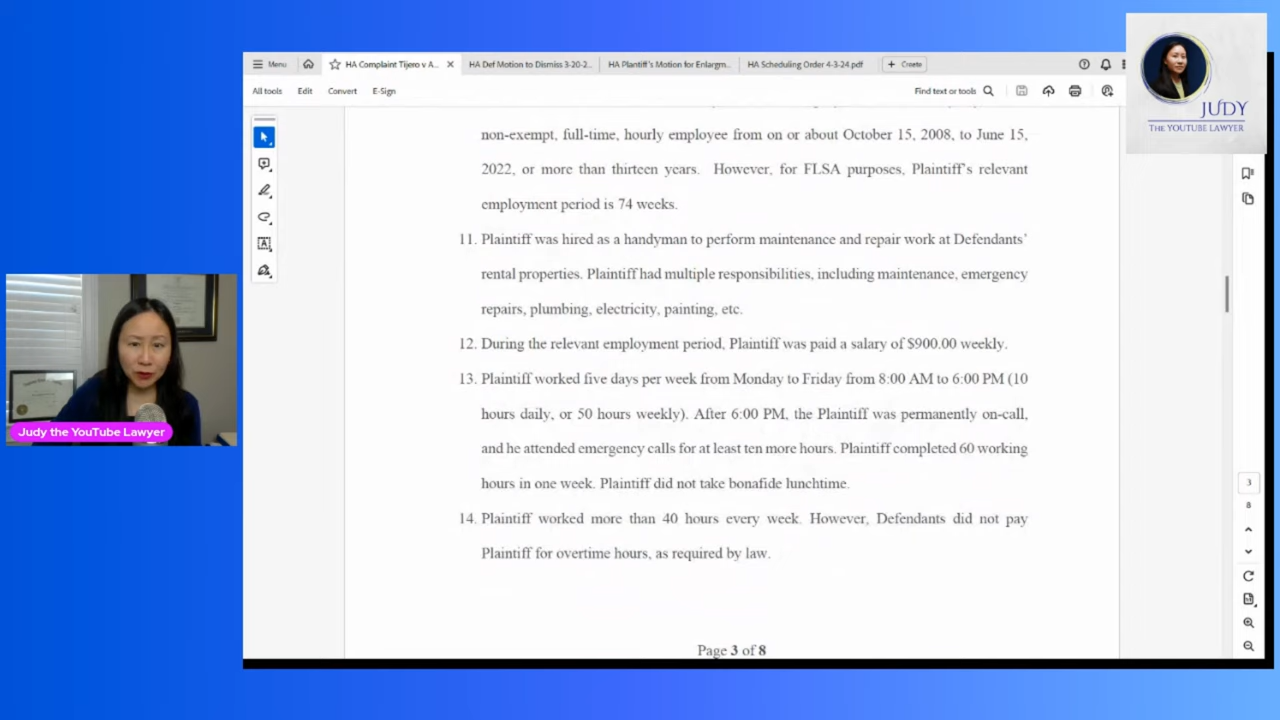 JUDY
THE YOUTUBE LAWYER
Menu
HA Complaint Tijero v A...
HA Def Motion to Dismiss 3-20-2...
HA Plantiff's Motion for Enlargm...
HA Scheduling Order 4-3-24.pdf
Create
All tools
Edit
Convert
E-Sign
Find text or tools
non-exempt, full-time, hourly employee from on or about October 15, 2008, to June 15,
2022, or more than thirteen years. However, for FLSA purposes, Plaintiff's relevant
employment period is 74 weeks.
11. Plaintiff was hired as a handyman to perform maintenance and repair work at Defendants'
rental properties. Plaintiff had multiple responsibilities, including maintenance, emergency
repairs, plumbing, electricity, painting, etc.
12. During the relevant employment period, Plaintiff was paid a salary of $900.00 weekly.
13. Plaintiff worked five days per week from Monday to Friday from 8:00 AM to 6:00 PM (10
hours daily, or 50 hours weekly). After 6:00 PM, the Plaintiff was permanently on-call,
and he attended emergency calls for at least ten more hours. Plaintiff completed 60 working
hours in one week. Plaintiff did not take bonafide lunchtime.
14. Plaintiff worked more than 40 hours every week. However, Defendants did not pay
Plaintiff for overtime hours, as required by law.
Page 3 of 8
3
8
Judy the YouTube Lawyer